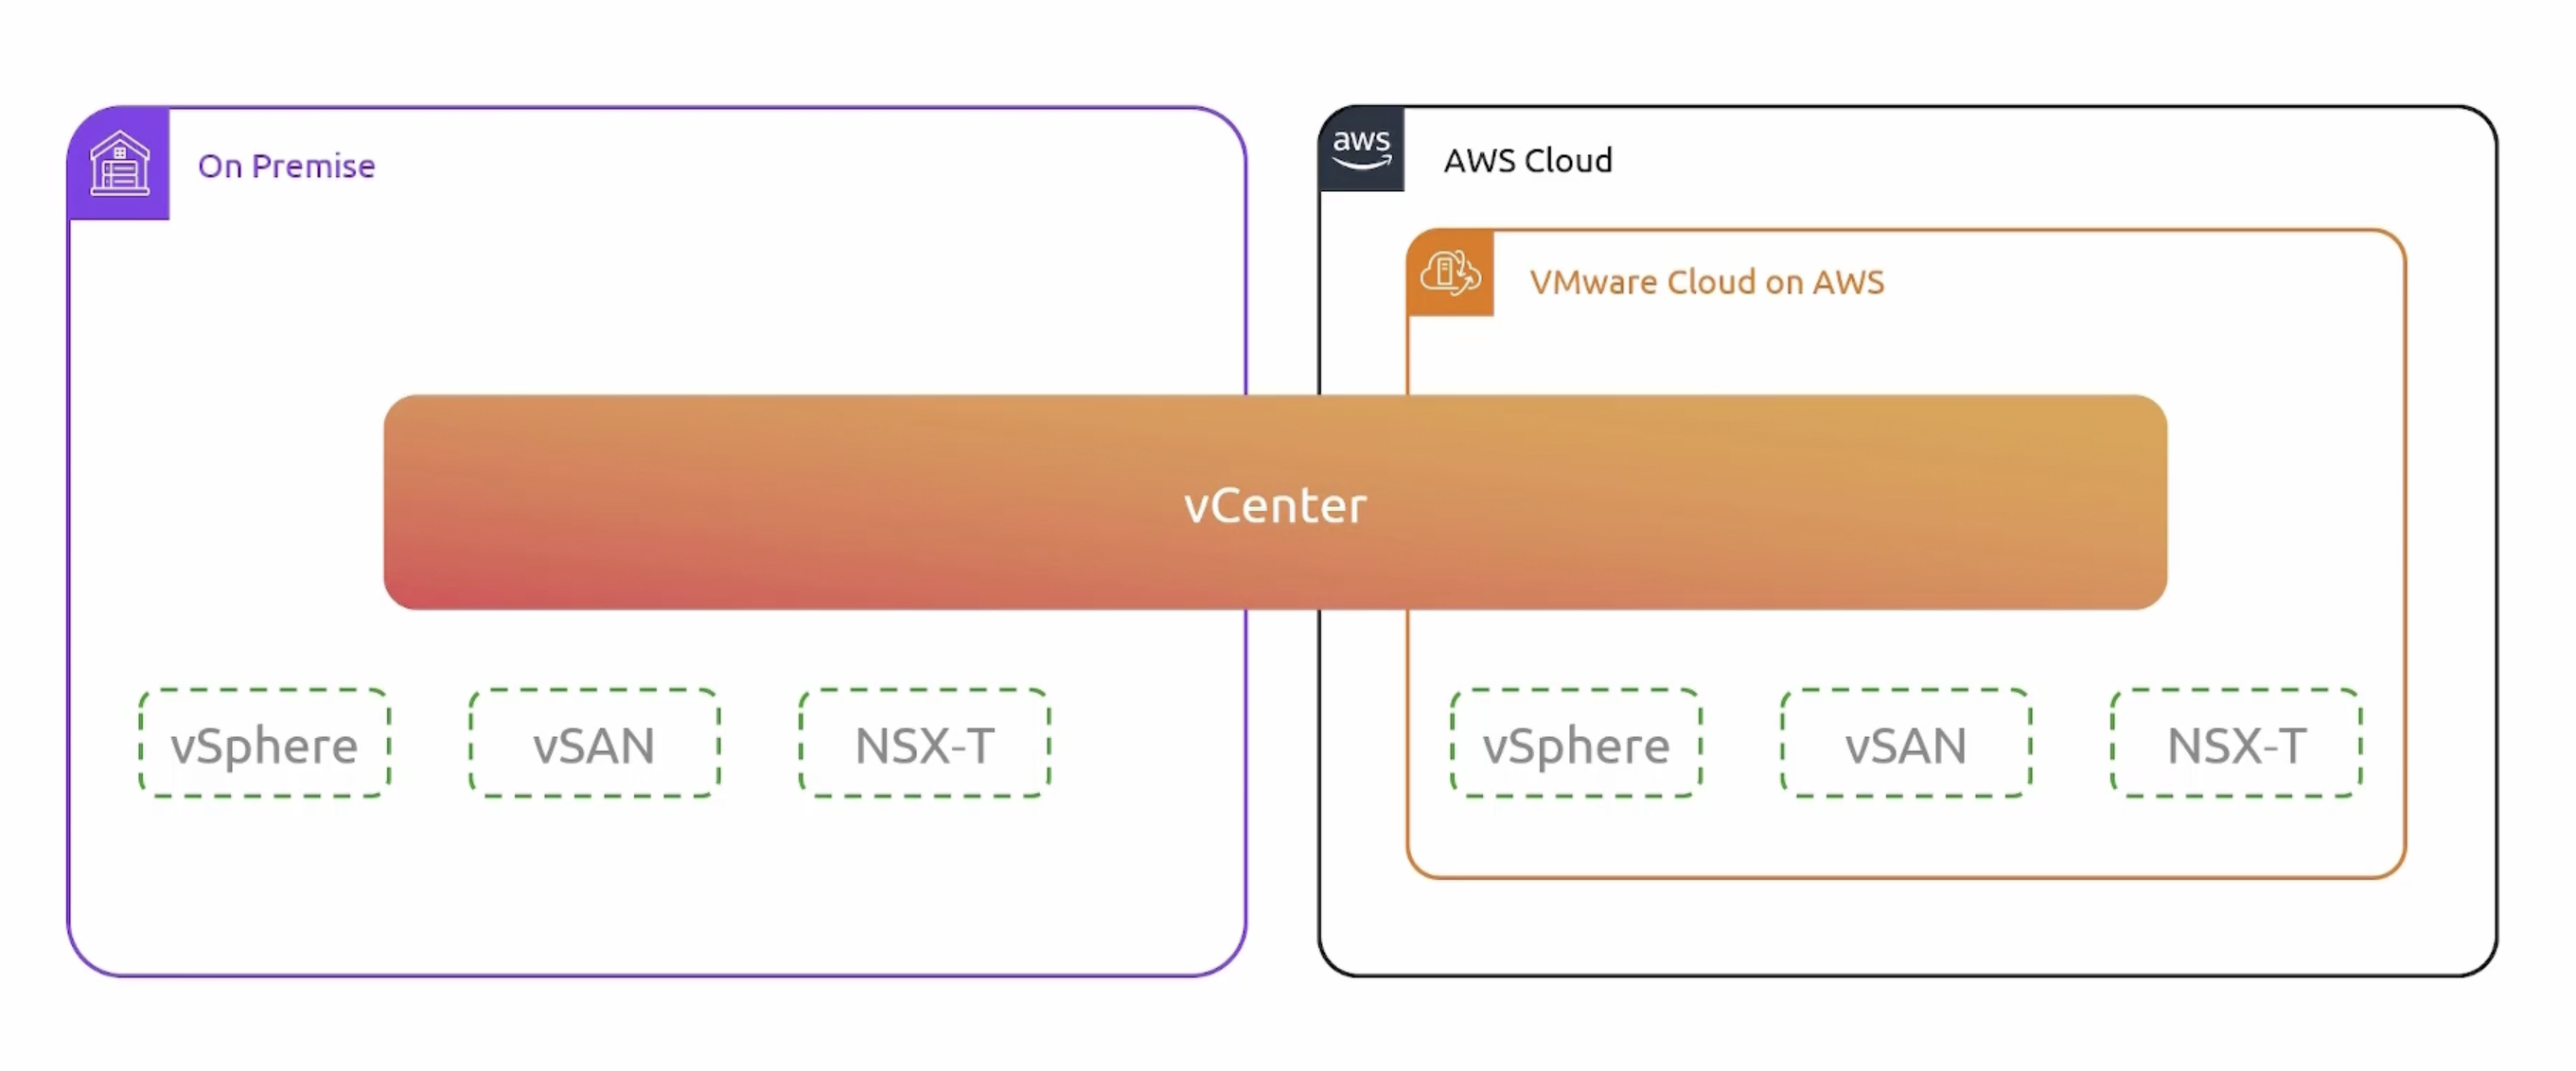 On Premise
aws
AWS Cloud
VMware Cloud on AWS
vCenter
vSphere
vSAN
NSX-T
vSphere
vSAN
NSX-T